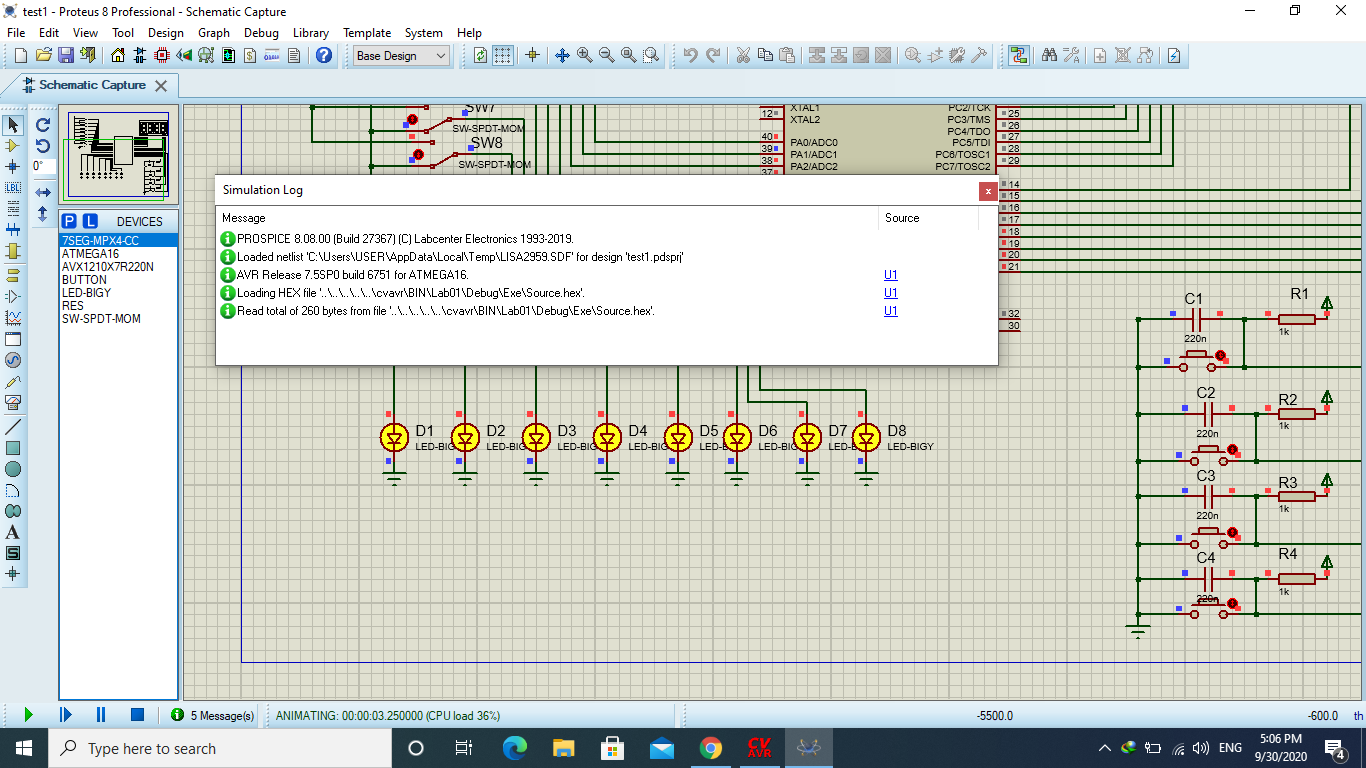 test1 - Proteus 8 Professional - Schematic Capture
File Edit View Tool Design Graph Debug Library Template System Help
Base Design
Schematic Capture
0°
LBL
P L DEVICES
7SEG-MPX4-CC
ATMEGA16
AVX1210X7R220N
BUTTON
LED-BIGY
RES
SW-SPDT-MOM
SW7
SW-SPDT-MOM
SW8
SW-SPDT-MOM
XTAL1
12 XTAL2
40 PA0/ADC0
39 PA1/ADC1
38 PA2/ADC2
37
PC2/TCK
PC3/TMS 25
PC4/TDO 26
PC5/TDI 27
PC6/TOSC1 28
PC7/TOSC2 29
14
15
16
17
18
19
20
21
32
30
Simulation Log
x
Message Source
PROSPICE 8.08.00 (Build 27367) (C) Labcenter Electronics 1993-2019.
Loaded netlist 'C:\Users\USER\AppData\Local\Temp\LISA2959.SDF' for design 'test1.pdsprj'
AVR Release 7.5SP0 build 6751 for ATMEGA16. U1
Loading HEX file '..\..\..\..\..\cvavr\BIN\Lab01\Debug\Exe\Source.hex'. U1
Read total of 260 bytes from file '..\..\..\..\..\cvavr\BIN\Lab01\Debug\Exe\Source.hex'. U1
C1 R1
220n 1k
C2 R2
220n 1k
C3 R3
220n 1k
C4 R4
220n 1k
D1 D2 D3 D4 D5 D6 D7 D8
LED-BIG LED-BIG LED-BIG LED-BIG LED-BIG LED-BIG LED-B LED-BIGY
5 Message(s) ANIMATING: 00:00:03.250000 (CPU load 36%) -5500.0 -600.0 th
Type here to search
CV
AVR
ENG
5:06 PM
9/30/2020
4